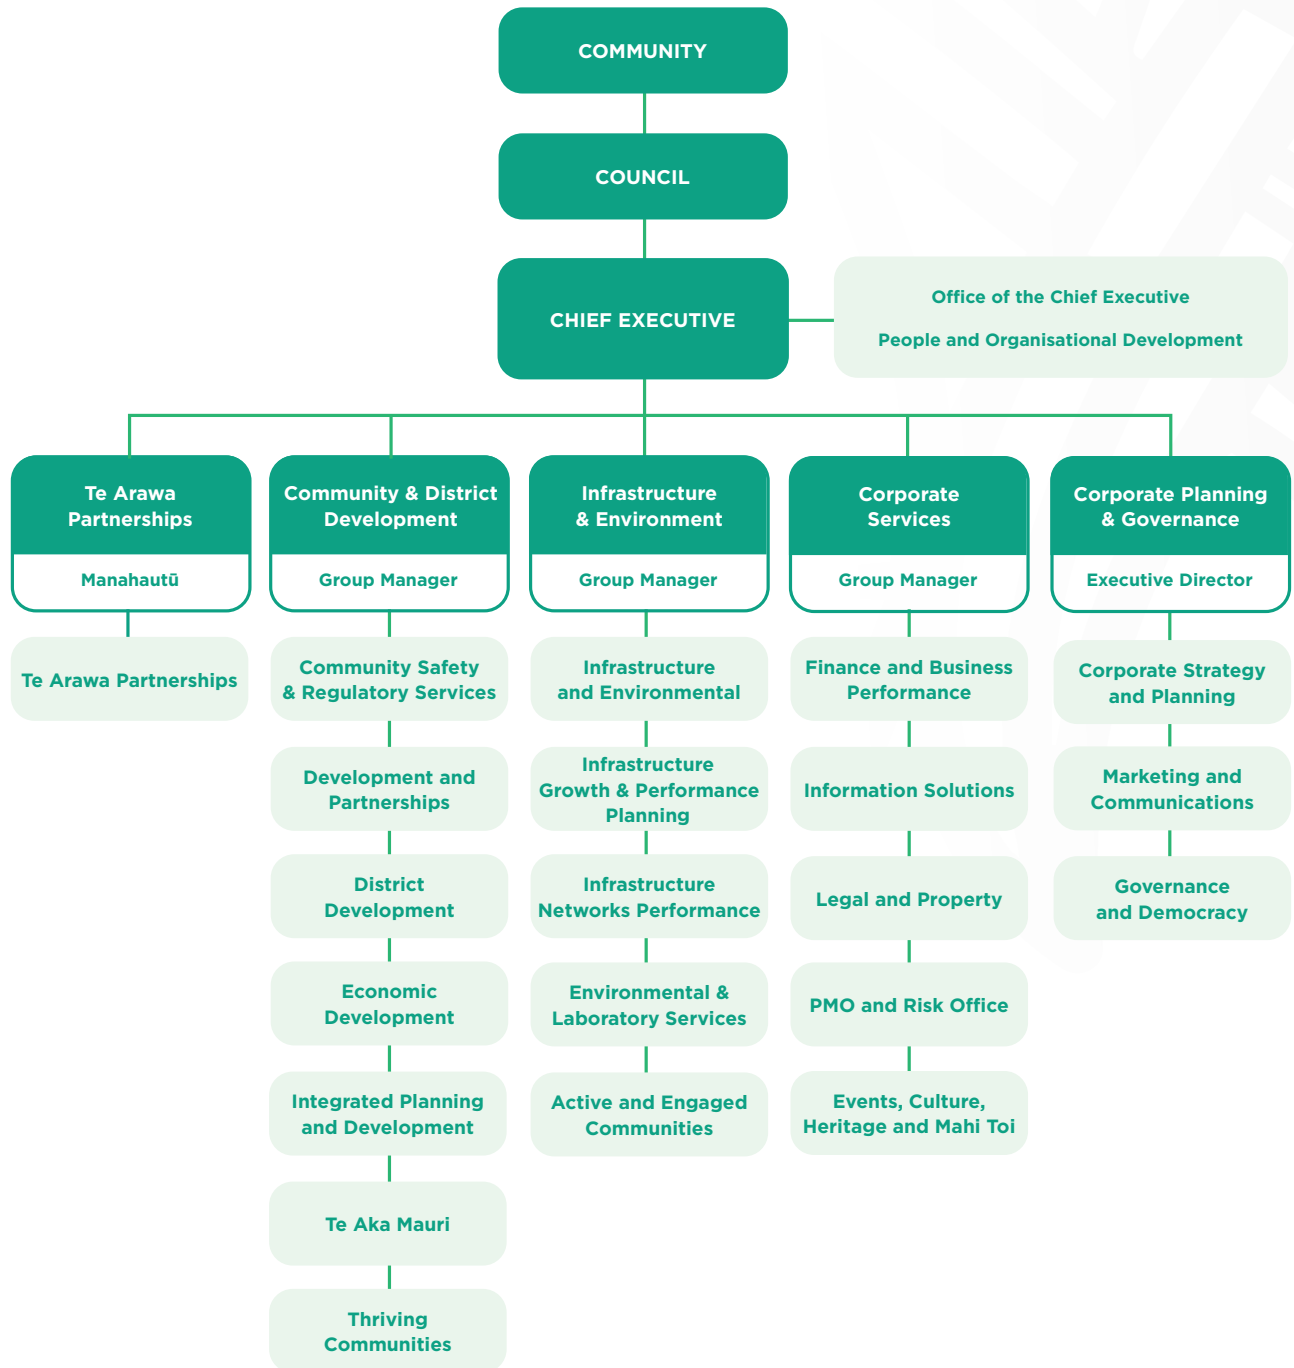 COMMUNITY
COUNCIL
CHIEF EXECUTIVE
Office of the Chief Executive
People and Organisational Development
Te Arawa
Partnerships
Manahautū
Te Arawa Partnerships
Community & District
Development
Group Manager
Community Safety
& Regulatory Services
Development and
Partnerships
District
Development
Economic
Development
Integrated Planning
and Development
Te Aka Mauri
Thriving
Communities
Infrastructure
& Environment
Group Manager
Infrastructure
and Environmental
Infrastructure
Growth & Performance
Planning
Infrastructure
Networks Performance
Environmental &
Laboratory Services
Active and Engaged
Communities
Corporate
Services
Group Manager
Finance and Business
Performance
Information Solutions
Legal and Property
PMO and Risk Office
Events, Culture,
Heritage and Mahi Toi
Corporate Planning
& Governance
Executive Director
Corporate Strategy
and Planning
Marketing and
Communications
Governance
and Democracy